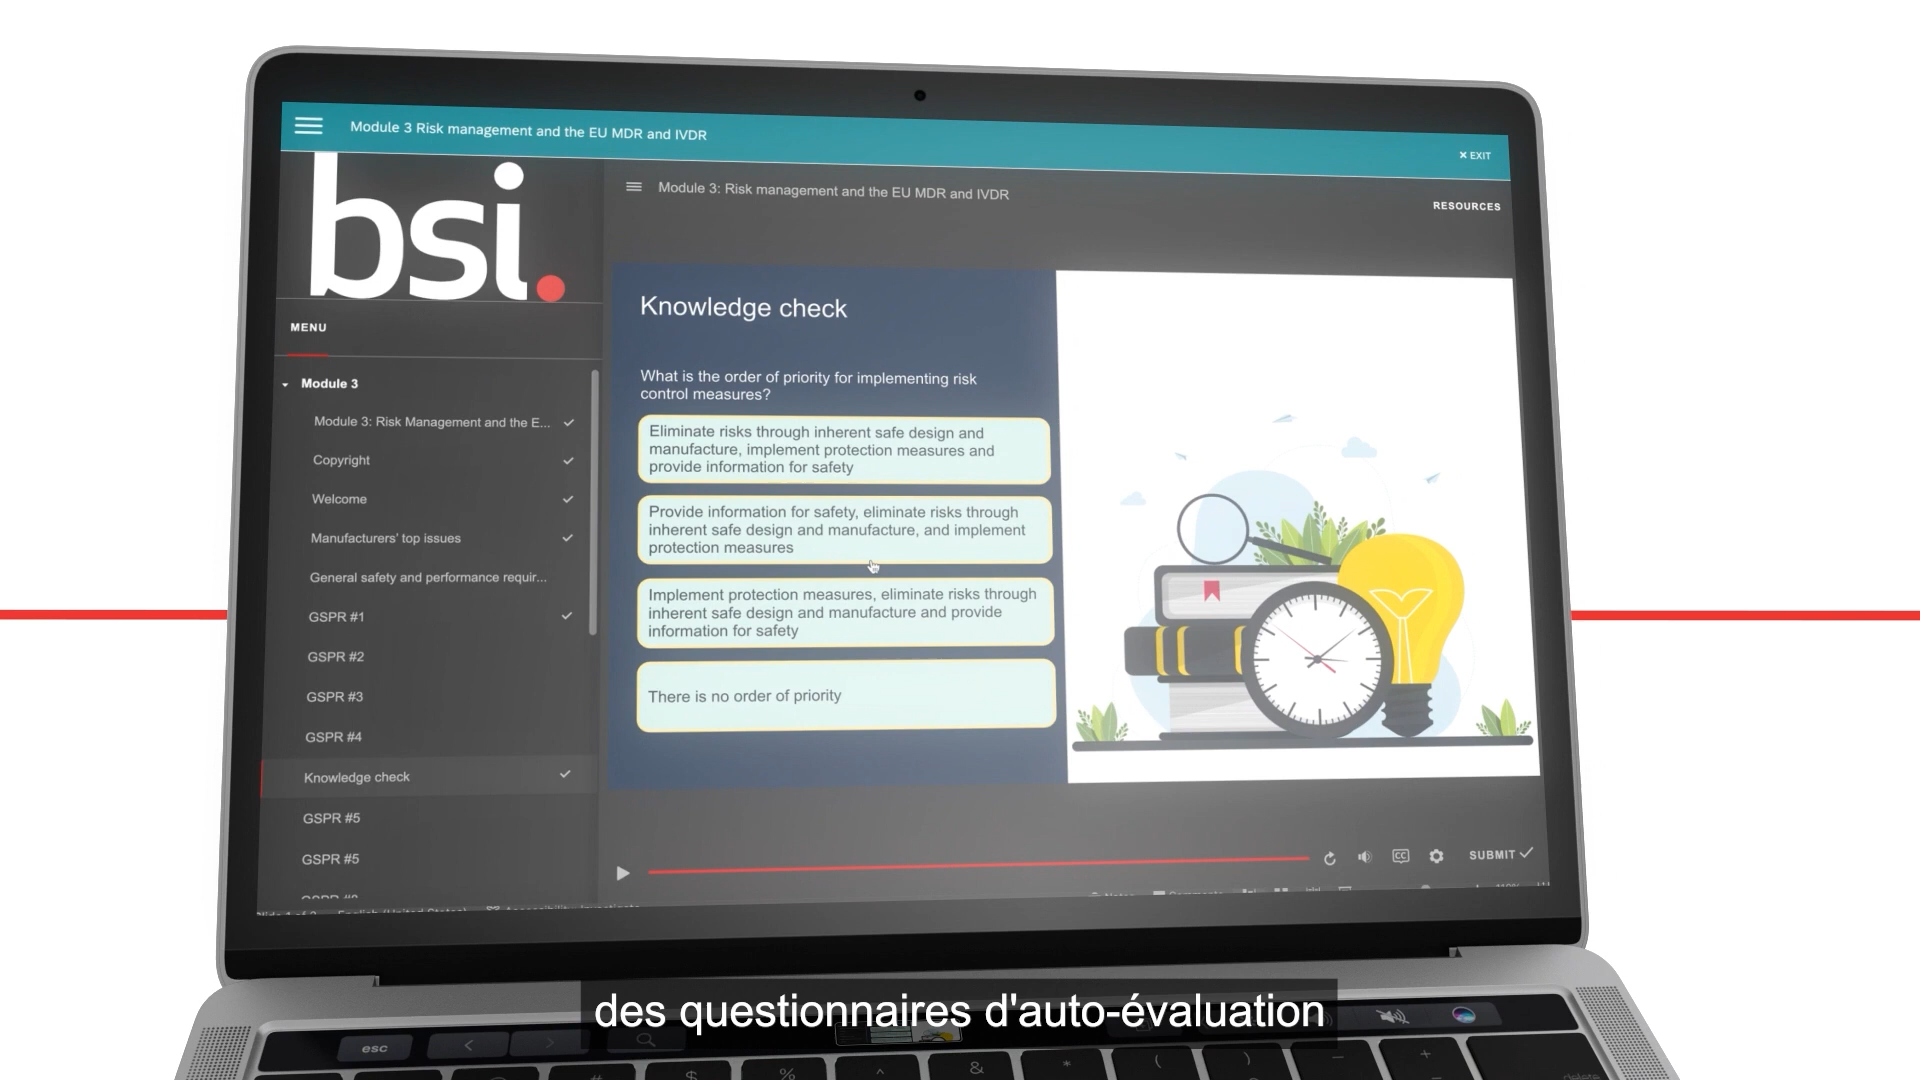 Module 3 Risk management and the EU MDR and IVDR
× EXIT
bsi.
Module 3: Risk management and the EU MDR and IVDR
RESOURCES
MENU
Module 3
Module 3: Risk Management and the E...
Copyright
Welcome
Manufacturers' top issues
General safety and performance requir...
GSPR #1
GSPR #2
GSPR #3
GSPR #4
Knowledge check
GSPR #5
GSPR #5
Knowledge check
What is the order of priority for implementing risk
control measures?
Eliminate risks through inherent safe design and
manufacture, implement protection measures and
provide information for safety
Provide information for safety, eliminate risks through
inherent safe design and manufacture, and implement
protection measures
Implement protection measures, eliminate risks through
inherent safe design and manufacture and provide
information for safety
There is no order of priority
CC
SUBMIT
des questionnaires d'auto-évaluation
esc